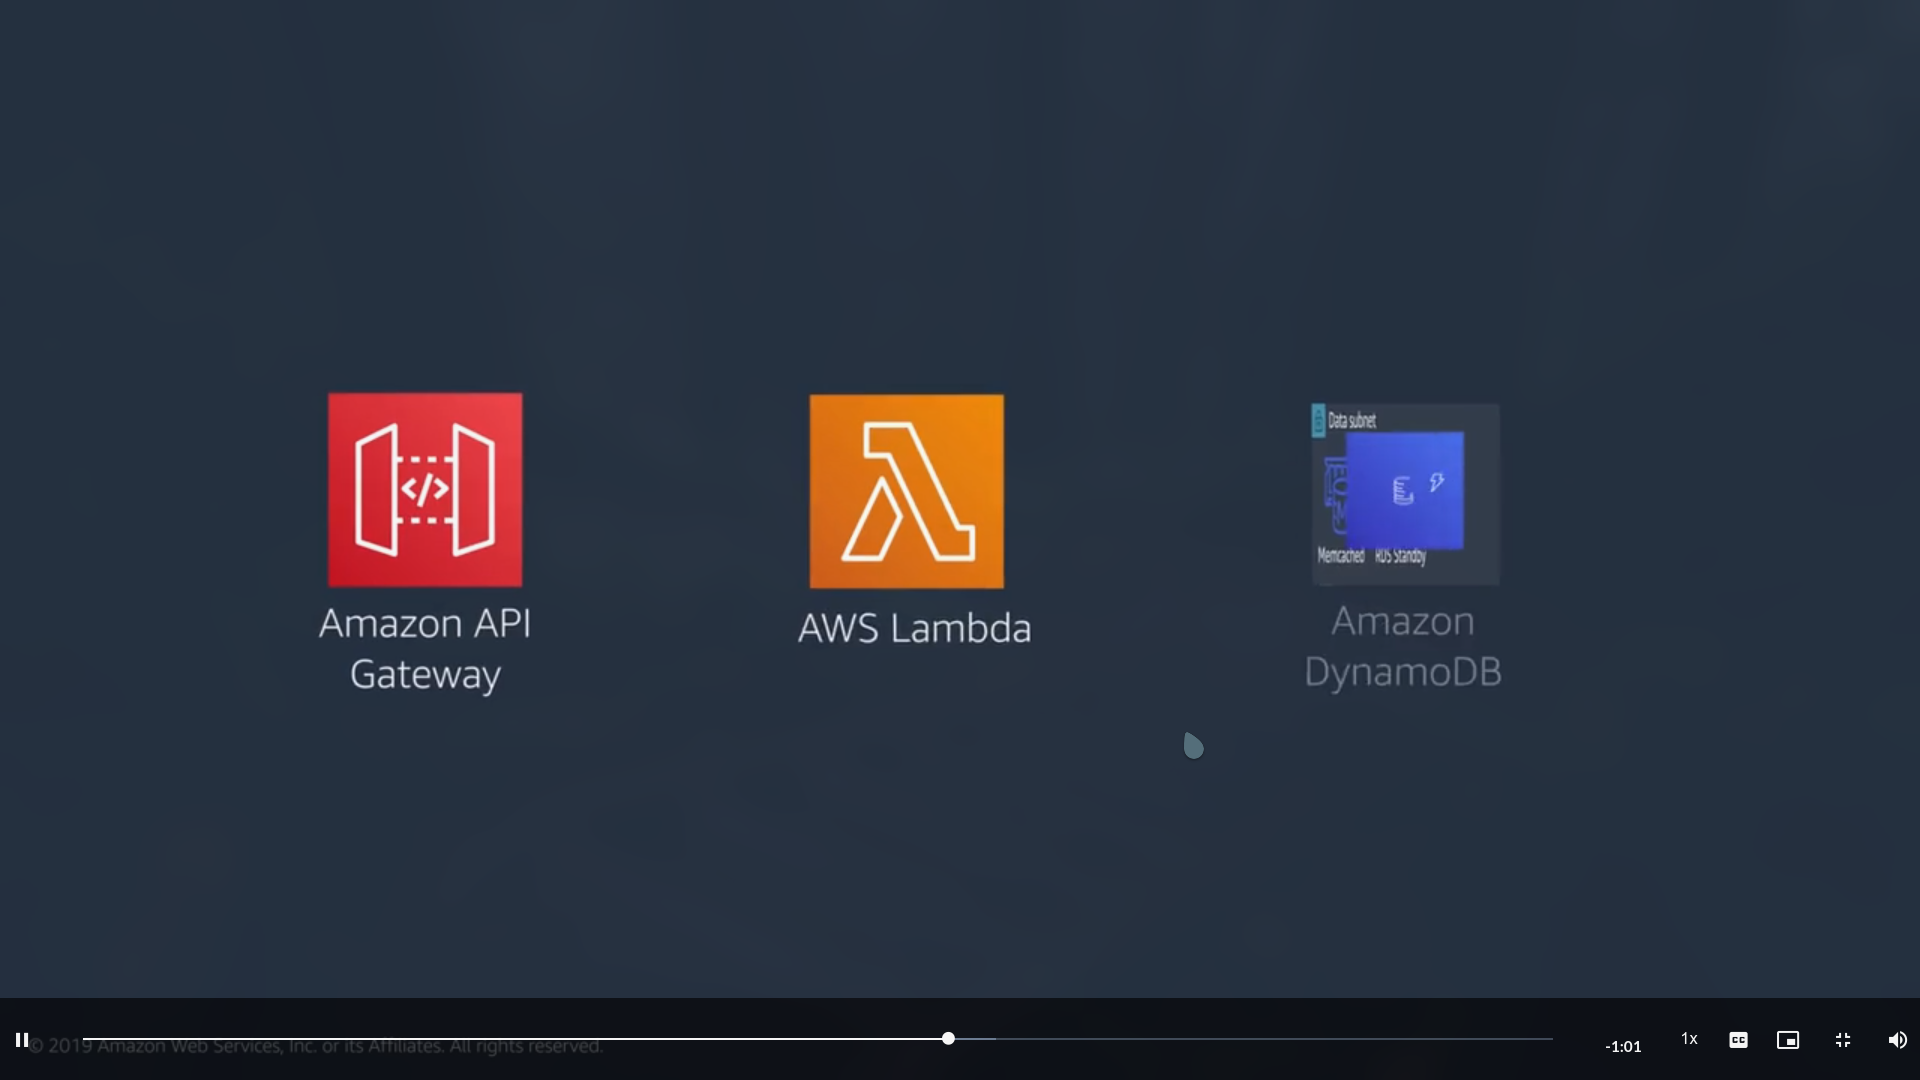 Data subnet
Memcached RDS Standby
Amazon API
Gateway
AWS Lambda
Amazon
DynamoDB
© 2019 Amazon Web Services, Inc. or its Affiliates. All rights reserved.
-1:01
1x
CC